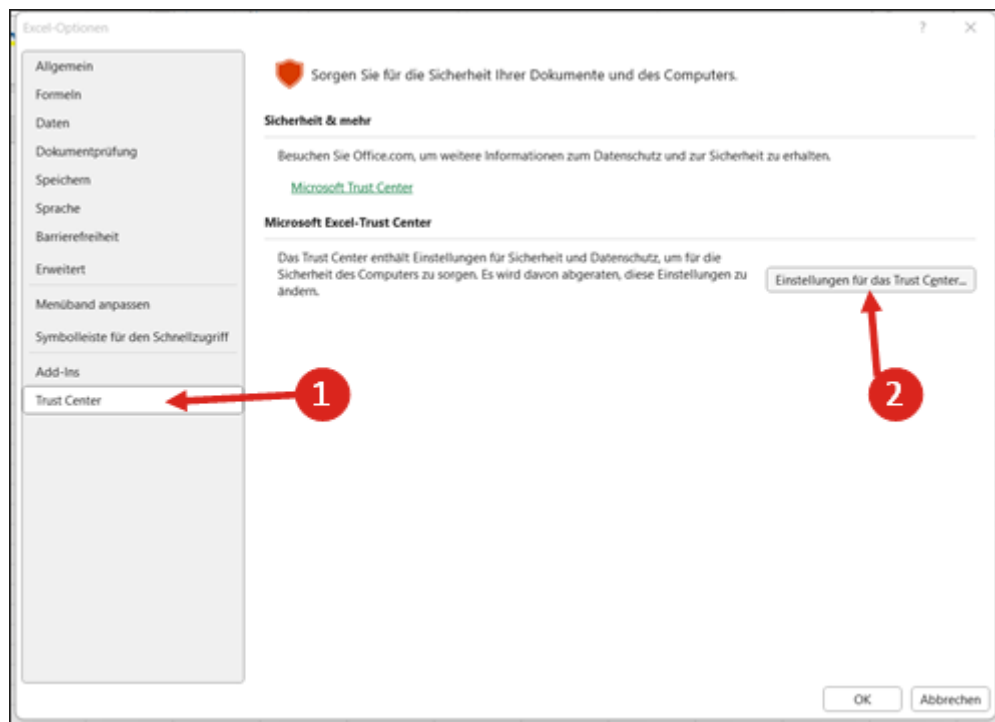 Excel-Optionen
?
Allgemein
Formeln
Daten
Dokumentprüfung
Speichern
Sprache
Barrierefreiheit
Erweitert
Menüband anpassen
Symbolleiste für den Schnellzugriff
Add-Ins
Trust Center
1
Sorgen Sie für die Sicherheit Ihrer Dokumente und des Computers.
Sicherheit & mehr
Besuchen Sie Office.com, um weitere Informationen zum Datenschutz und zur Sicherheit zu erhalten.
Microsoft Trust Center
Microsoft Excel-Trust Center
Das Trust Center enthält Einstellungen für Sicherheit und Datenschutz, um für die
Sicherheit des Computers zu sorgen. Es wird davon abgeraten, diese Einstellungen zu
ändern.
Einstellungen für das Trust Center...
2
OK
Abbrechen